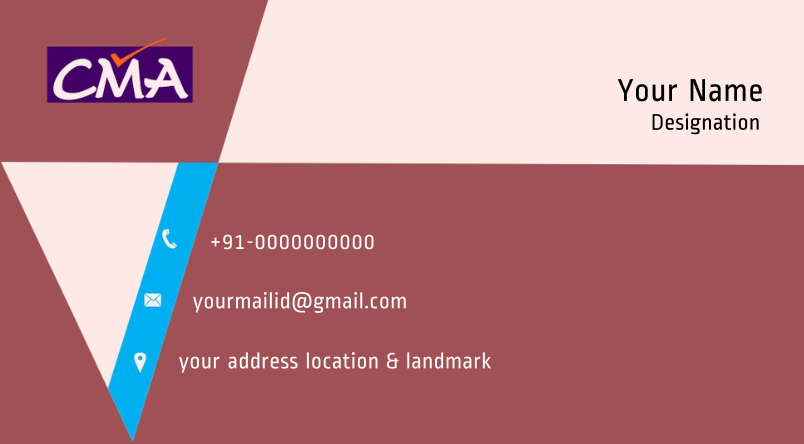 CMA
Your Name
Designation
+91-0000000000
yourmailid@gmail.com
your address location & landmark